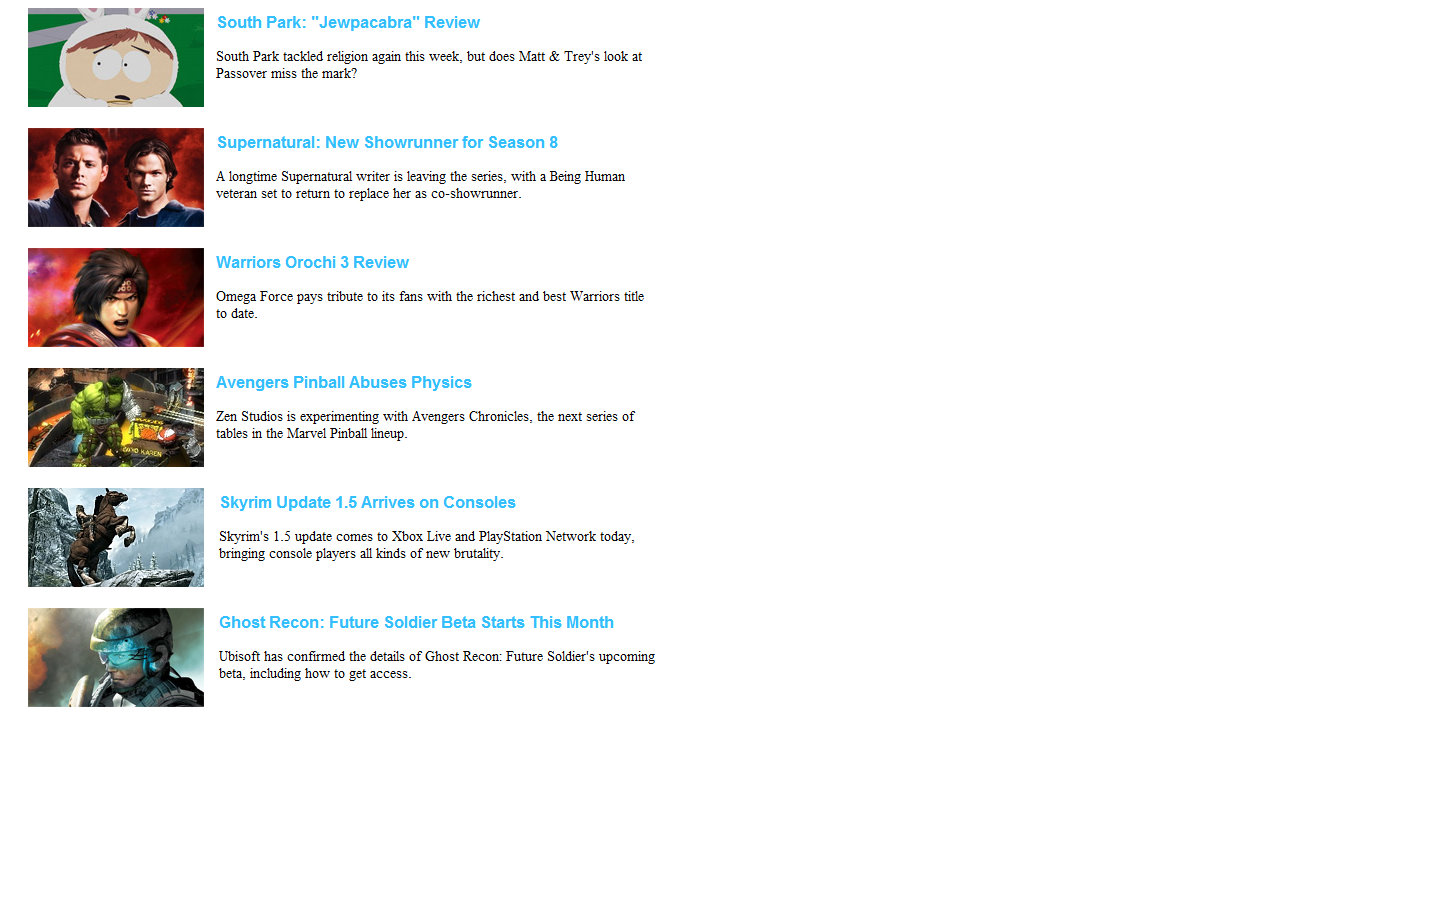 South Park: "Jewpacabra" Review
South Park tackled religion again this week, but does Matt & Trey's look at
Passover miss the mark?
Supernatural: New Showrunner for Season 8
A longtime Supernatural writer is leaving the series, with a Being Human
veteran set to return to replace her as co-showrunner.
Warriors Orochi 3 Review
Omega Force pays tribute to its fans with the richest and best Warriors title
to date.
Avengers Pinball Abuses Physics
Zen Studios is experimenting with Avengers Chronicles, the next series of
tables in the Marvel Pinball lineup.
Skyrim Update 1.5 Arrives on Consoles
Skyrim's 1.5 update comes to Xbox Live and PlayStation Network today,
bringing console players all kinds of new brutality.
Ghost Recon: Future Soldier Beta Starts This Month
Ubisoft has confirmed the details of Ghost Recon: Future Soldier's upcoming
beta, including how to get access.